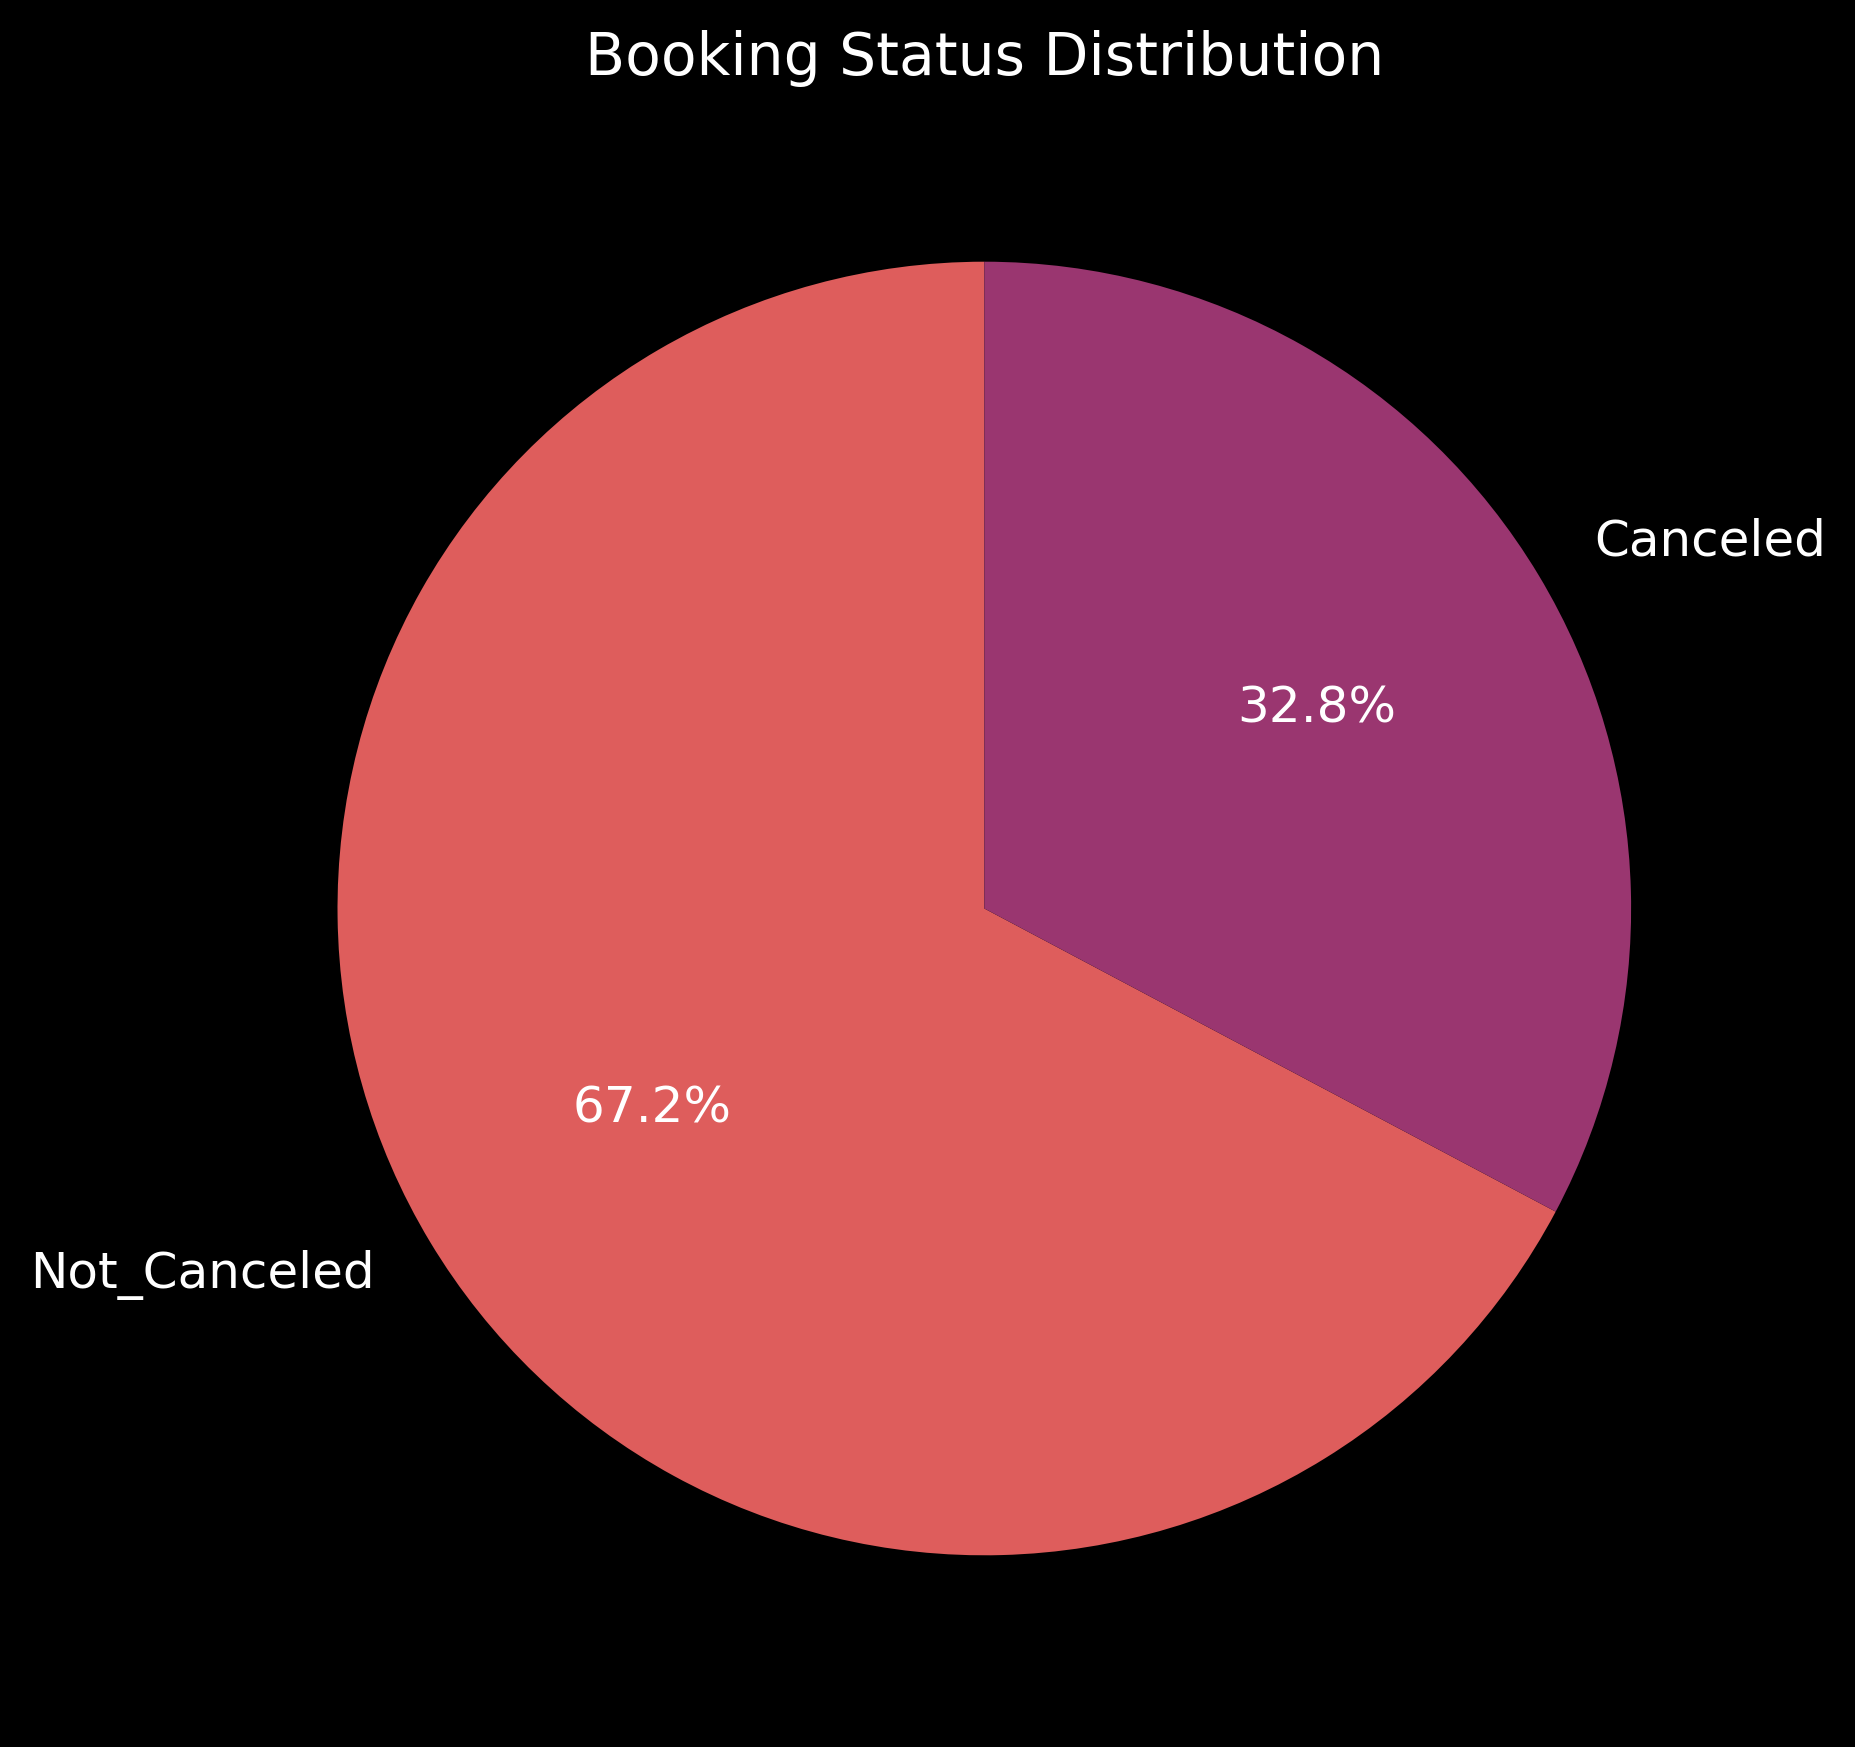 Booking Status Distribution
Canceled
32.8%
67.2%
Not_Canceled